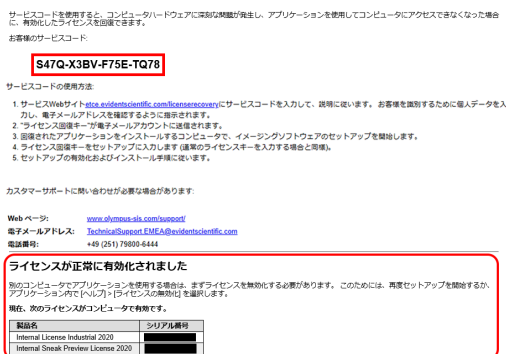 サービスコードを使用すると、コンピュータハードウェアに深刻な問題が発生し、アプリケーションを使用してコンピュータにアクセスできなくなった場合
に、有効化したライセンスを回復できます。
お客様のサービスコード:
S47Q-X3BV-F75E-TQ78
サービスコードの使用方法:
1. サービスWebサイトetce.evidentscientific.com/licenserecoveryにサービスコードを入力して、説明に従います。 お客様を識別するために個人データを入
力し、電子メールアドレスを確認するように指示されます。
2. "ライセンス回復キー"が電子メールアカウントに送信されます。
3. 回復されたアプリケーションをインストールするコンピュータで、イメージングソフトウェアのセットアップを開始します。
4. ライセンス回復キーをセットアップに入力します (通常のライセンスキーを入力する場合と同様)。
5. セットアップの有効化およびインストール手順に従います。
カスタマーサポートに問い合わせが必要な場合があります:
Web ページ: www.olympus-sis.com/support/
電子メールアドレス: TechnicalSupport.EMEA@evidentscientific.com
電話番号: +49 (251) 79800-6444
ライセンスが正常に有効化されました
別のコンピュータでアプリケーションを使用する場合は、まずライセンスを無効化する必要があります。 このためには、再度セットアップを開始するか、
アプリケーション内で [ヘルプ] > [ライセンスの無効化] を選択します。
現在、次のライセンスがコンピュータで有効です。
製品名 シリアル番号
Internal License Industrial 2020
Internal Sneak Preview License 2020